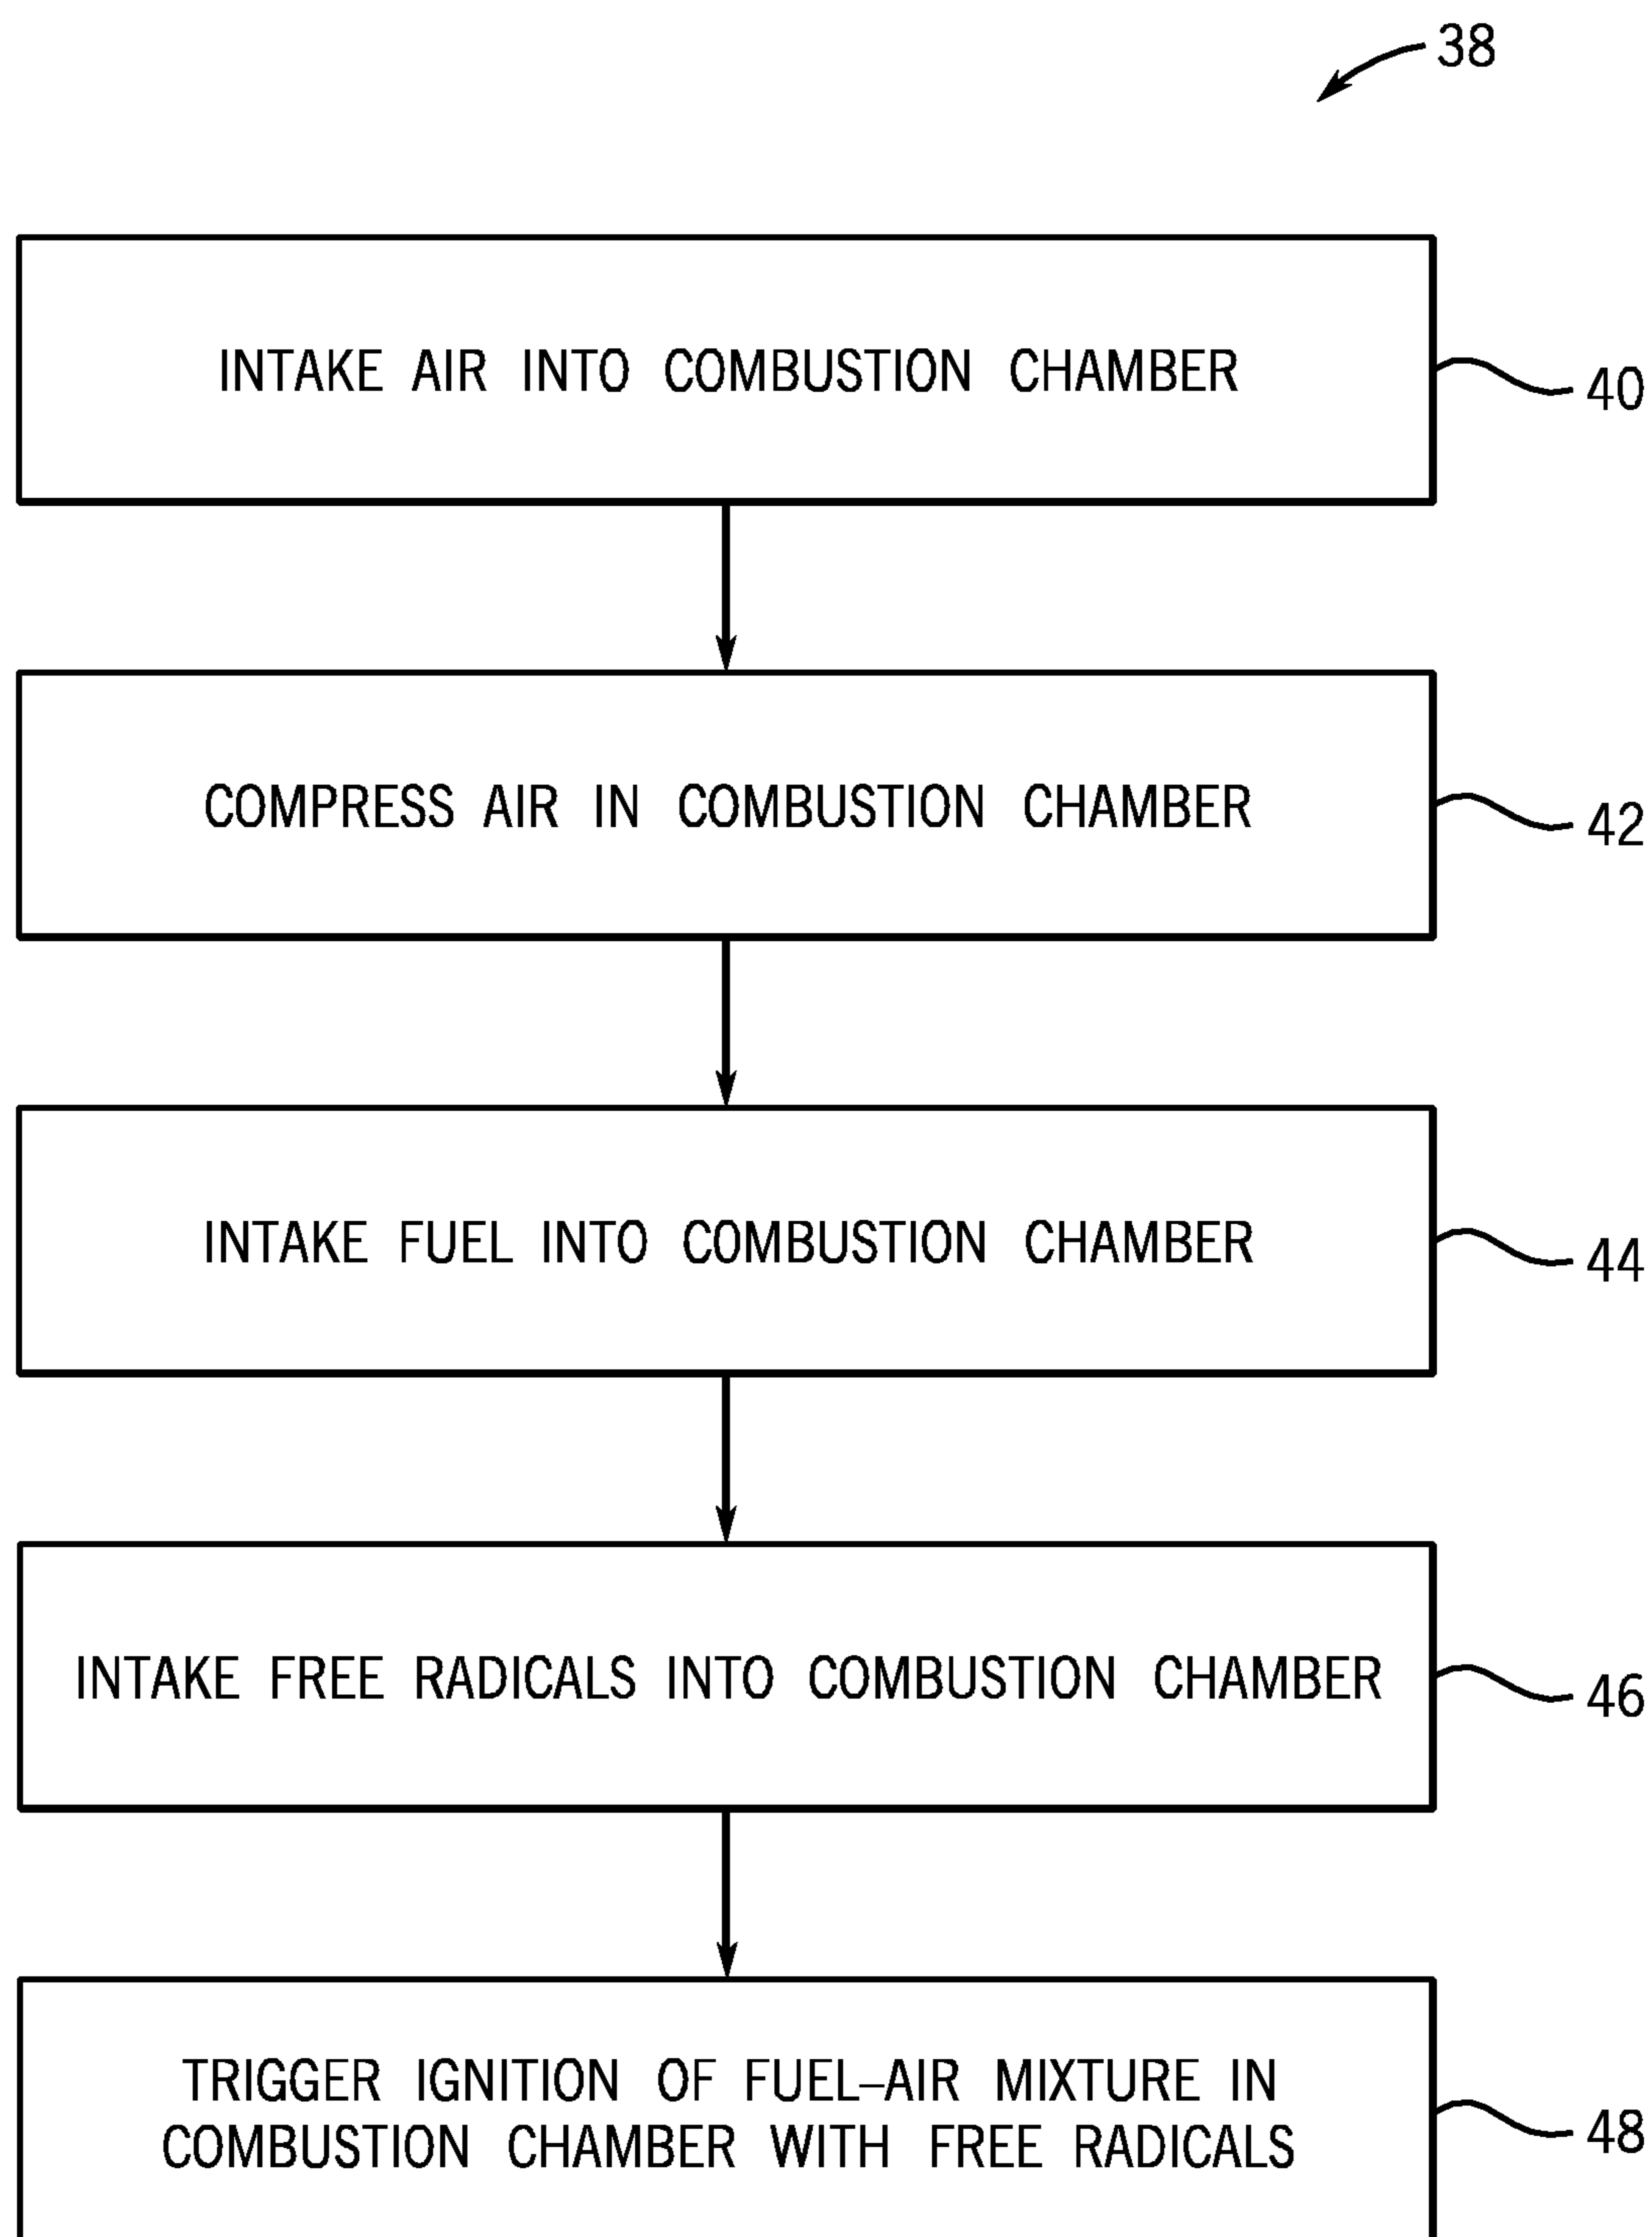 38
INTAKE AIR INTO COMBUSTION CHAMBER
40
COMPRESS AIR IN COMBUSTION CHAMBER
42
INTAKE FUEL INTO COMBUSTION CHAMBER
44
INTAKE FREE RADICALS INTO COMBUSTION CHAMBER
46
TRIGGER IGNITION OF FUEL–AIR MIXTURE IN
COMBUSTION CHAMBER WITH FREE RADICALS
48